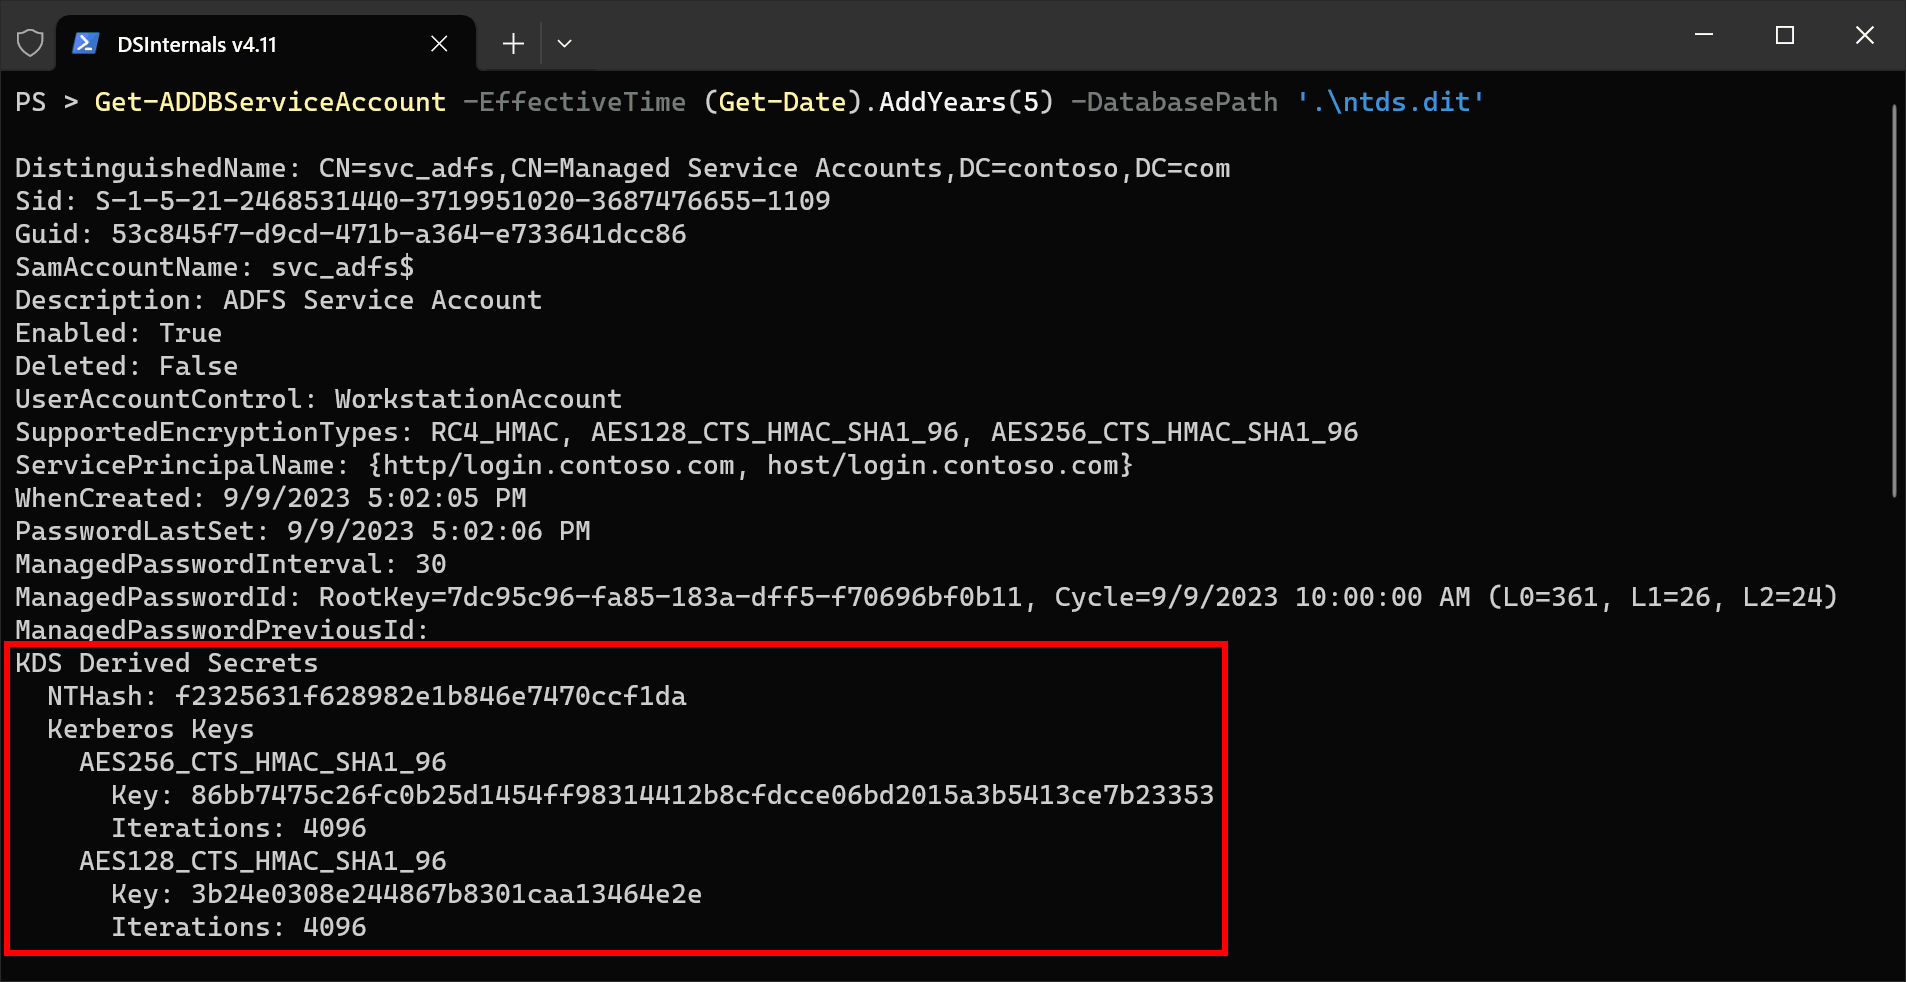 DSInternals v4.11
PS > Get-ADDBServiceAccount -EffectiveTime (Get-Date).AddYears(5) -DatabasePath '.\ntds.dit'
DistinguishedName: CN=svc_adfs,CN=Managed Service Accounts,DC=contoso,DC=com
Sid: S-1-5-21-2468531440-3719951020-3687476655-1109
Guid: 53c845f7-d9cd-471b-a364-e733641dcc86
SamAccountName: svc_adfs$
Description: ADFS Service Account
Enabled: True
Deleted: False
UserAccountControl: WorkstationAccount
SupportedEncryptionTypes: RC4_HMAC, AES128_CTS_HMAC_SHA1_96, AES256_CTS_HMAC_SHA1_96
ServicePrincipalName: {http/login.contoso.com, host/login.contoso.com}
WhenCreated: 9/9/2023 5:02:05 PM
PasswordLastSet: 9/9/2023 5:02:06 PM
ManagedPasswordInterval: 30
ManagedPasswordId: RootKey=7dc95c96-fa85-183a-dff5-f70696bf0b11, Cycle=9/9/2023 10:00:00 AM (L0=361, L1=26, L2=24)
ManagedPasswordPreviousId:
KDS Derived Secrets
  NTHash: f2325631f628982e1b846e7470ccf1da
  Kerberos Keys
    AES256_CTS_HMAC_SHA1_96
      Key: 86bb7475c26fc0b25d1454ff98314412b8cfdcce06bd2015a3b5413ce7b23353
      Iterations: 4096
    AES128_CTS_HMAC_SHA1_96
      Key: 3b24e0308e244867b8301caa13464e2e
      Iterations: 4096